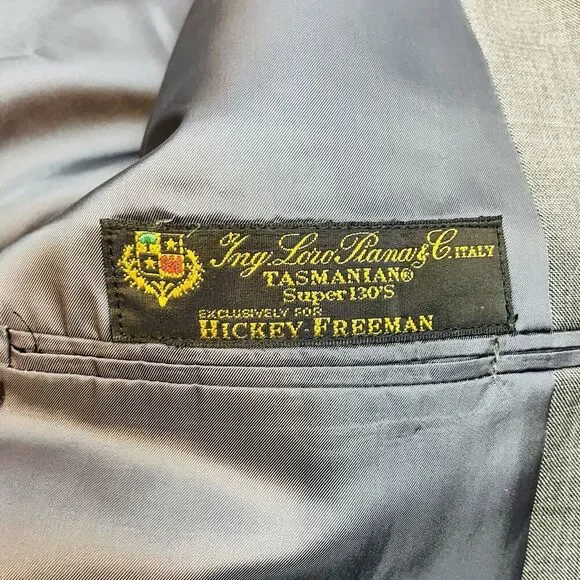 Ing. Loro Piana & C. ITALY
TASMANIAN®
Super 130'S
EXCLUSIVELY FOR
HICKEY-FREEMAN